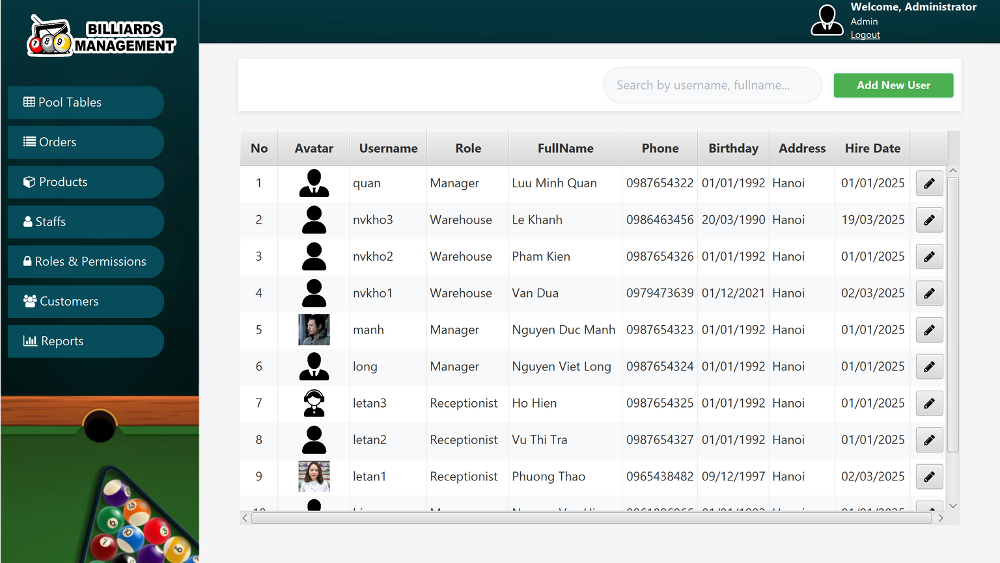 BILLIARDS
MANAGEMENT
7 8 9
Welcome, Administrator
Admin
Logout
Pool Tables
Orders
Products
Staffs
Roles & Permissions
Customers
Reports
Search by username, fullname...
Add New User
No Avatar Username Role FullName Phone Birthday Address Hire Date
1 quan Manager Luu Minh Quan 0987654322 01/01/1992 Hanoi 01/01/2025
2 nvkho3 Warehouse Le Khanh 0986463456 20/03/1990 Hanoi 19/03/2025
3 nvkho2 Warehouse Pham Kien 0987654326 01/01/1992 Hanoi 01/01/2025
4 nvkho1 Warehouse Van Dua 0979473639 01/12/2021 Hanoi 02/03/2025
5 manh Manager Nguyen Duc Manh 0987654323 01/01/1992 Hanoi 01/01/2025
6 long Manager Nguyen Viet Long 0987654324 01/01/1992 Hanoi 01/01/2025
7 letan3 Receptionist Ho Hien 0987654325 01/01/1992 Hanoi 01/01/2025
8 letan2 Receptionist Vu Thi Tra 0987654327 01/01/1992 Hanoi 01/01/2025
9 letan1 Receptionist Phuong Thao 0965438482 09/12/1997 Hanoi 02/03/2025
13
6
10
3
7